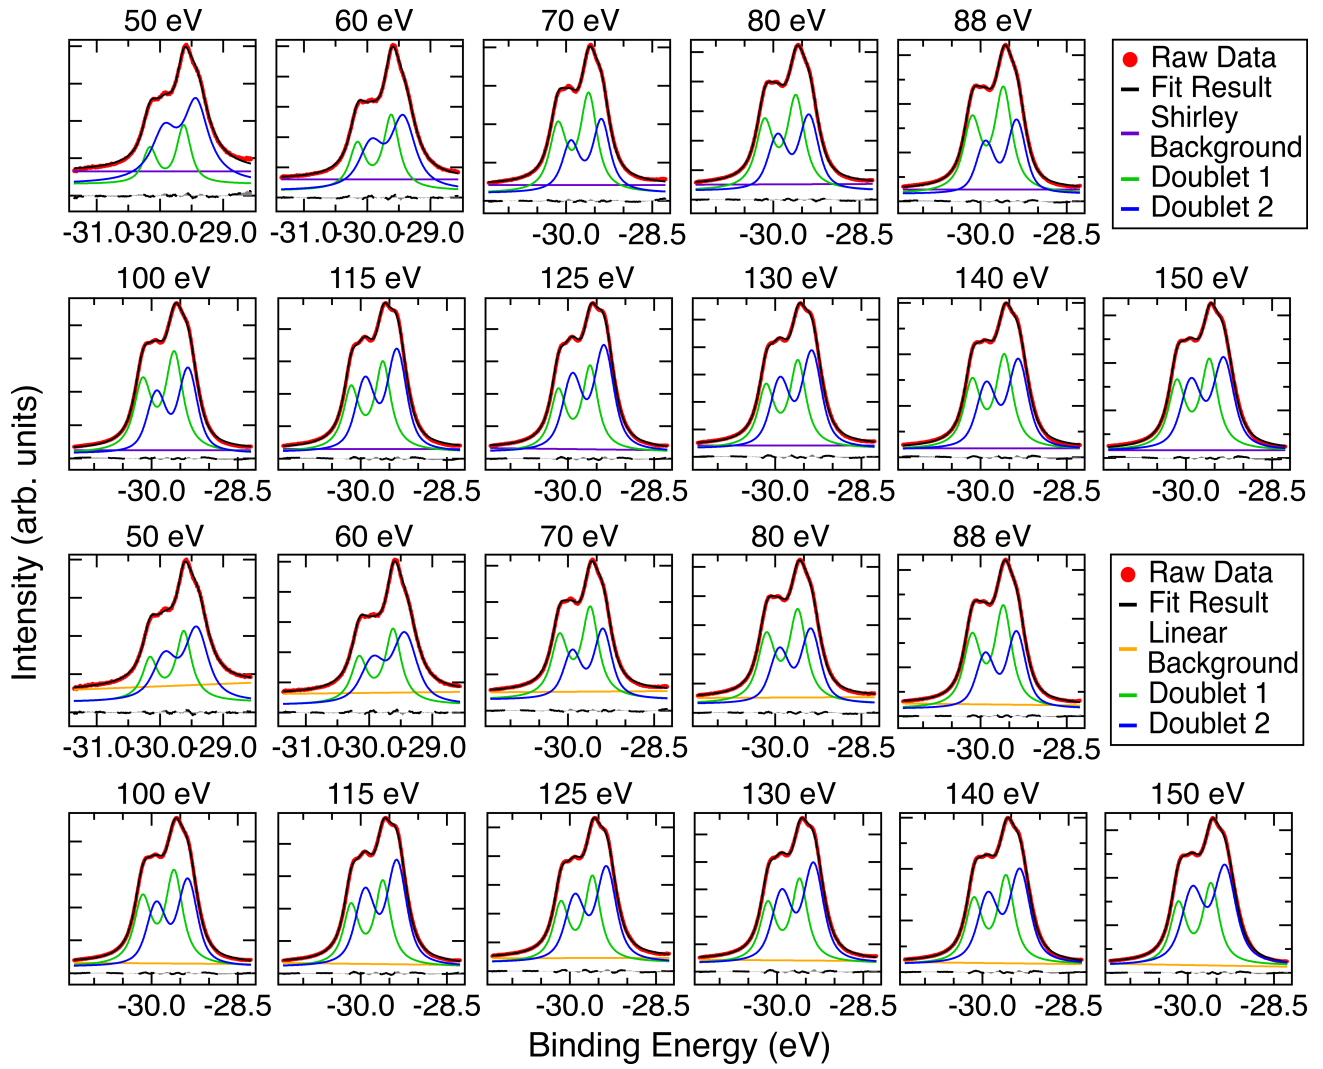 50 eV
60 eV
70 eV
80 eV
88 eV
Raw Data
Fit Result
Shirley
Background
Doublet 1
Doublet 2
-31.0 -30.0 -29.0
-31.0 -30.0 -29.0
-30.0 -28.5
-30.0 -28.5
-30.0 -28.5
100 eV
115 eV
125 eV
130 eV
140 eV
150 eV
-30.0 -28.5
-30.0 -28.5
-30.0 -28.5
-30.0 -28.5
-30.0 -28.5
-30.0 -28.5
Intensity (arb. units)
50 eV
60 eV
70 eV
80 eV
88 eV
Raw Data
Fit Result
Linear
Background
Doublet 1
Doublet 2
-31.0 -30.0 -29.0
-31.0 -30.0 -29.0
-30.0 -28.5
-30.0 -28.5
-30.0 -28.5
100 eV
115 eV
125 eV
130 eV
140 eV
150 eV
-30.0 -28.5
-30.0 -28.5
-30.0 -28.5
-30.0 -28.5
-30.0 -28.5
-30.0 -28.5
Binding Energy (eV)